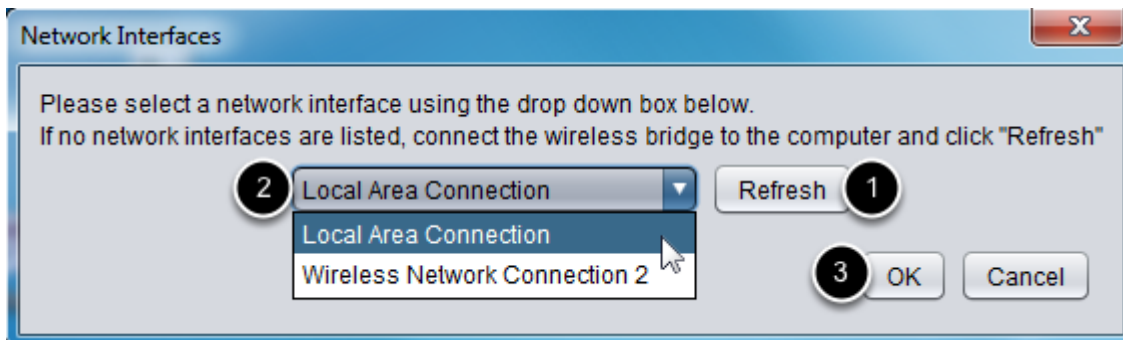 Network Interfaces
x
Please select a network interface using the drop down box below.
If no network interfaces are listed, connect the wireless bridge to the computer and click "Refresh"
2 Local Area Connection Refresh 1
Local Area Connection
Wireless Network Connection 2
3 OK Cancel